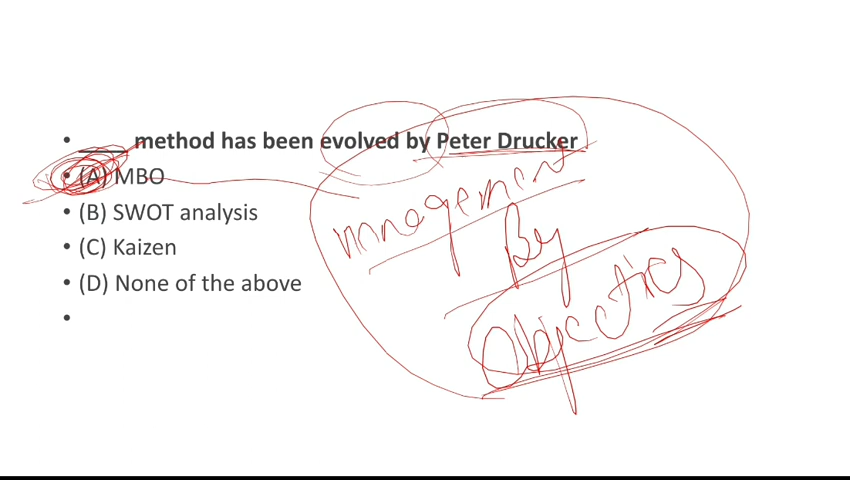 • ____ method has been evolved by Peter Drucker
• (A) MBO
• (B) SWOT analysis
• (C) Kaizen
• (D) None of the above
•
management
By
Objectives